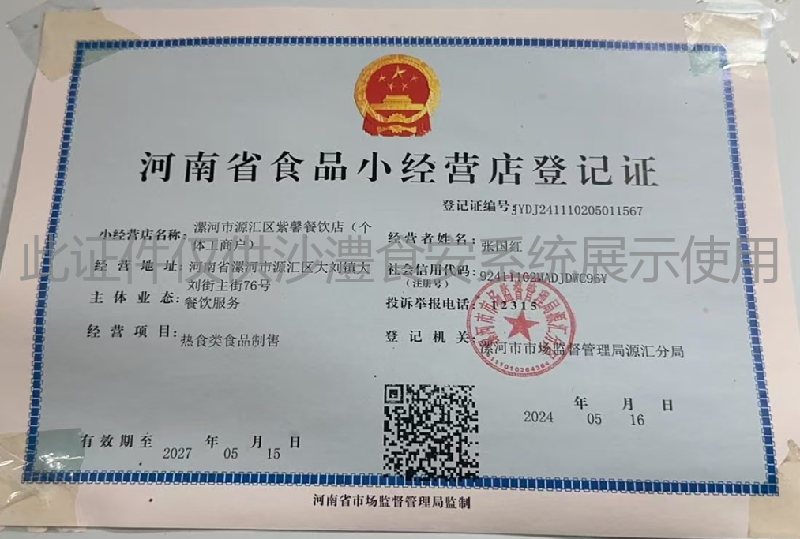 河南省食品小经营店登记证
登记证编号:JYDJ241110205011567
小经营店名称: 漯河市源汇区紫馨餐饮店（个
体工商户）
经营地址: 河南省漯河市源汇区大刘镇大
刘街主街76号
主体业态: 餐饮服务
经营项目: 热食类食品制售
经营者姓名: 张国红
社会信用代码:
(注册号)
投诉举报电话: 12315
登记机关: 漯河市市场监督管理局源汇分局
2024 年 05 月 16 日
有效期至 2027 年 05 月 15 日
河南省市场监督管理局监制
此证件仅供沙澧食安系统展示使用